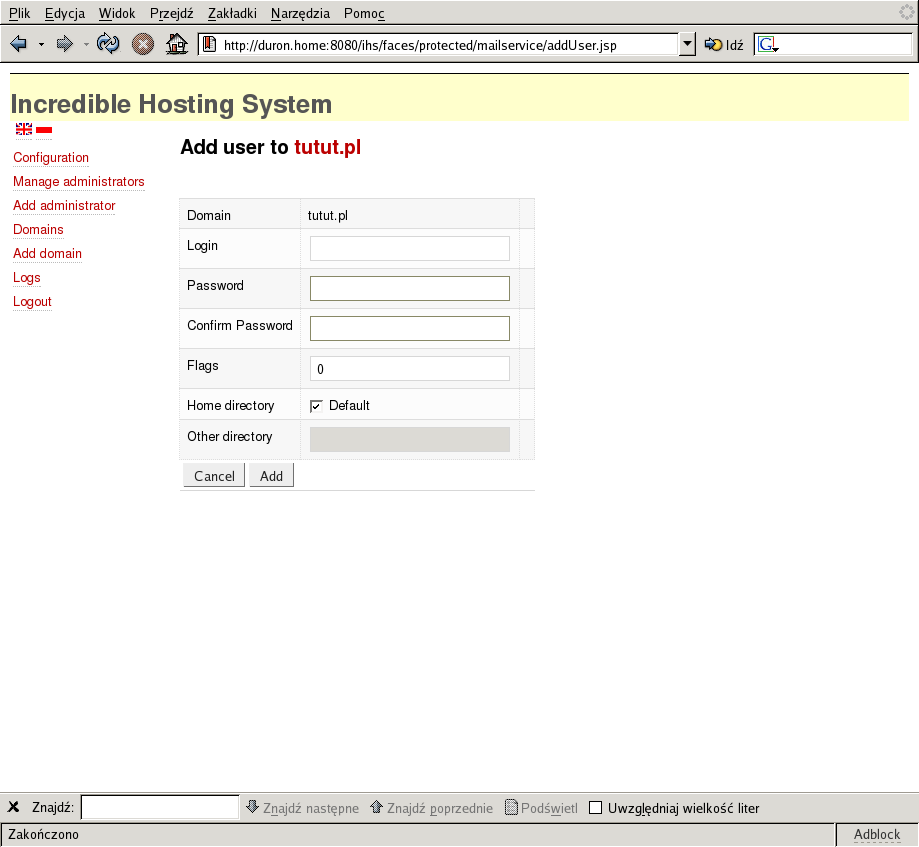 Plik Edycja Widok Przejdź Zakładki Narzędzia Pomoc
http://duron.home:8080/ihs/faces/protected/mailservice/addUser.jsp Idź G
Incredible Hosting System
Add user to tutut.pl
Configuration
Manage administrators
Add administrator
Domains
Add domain
Logs
Logout
Domain tutut.pl
Login
Password
Confirm Password
Flags 0
Home directory Default
Other directory
Cancel Add
Znajdź: Znajdź następne Znajdź poprzednie Podświetl Uwzględniaj wielkość liter
Zakończono Adblock